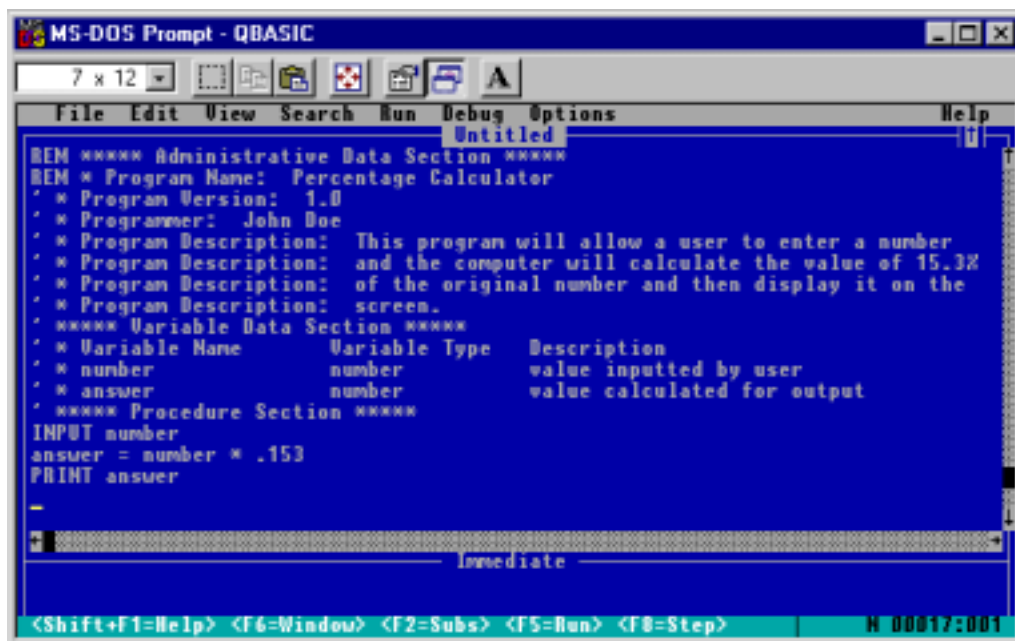 MS-DOS Prompt - QBASIC
7 x 12
A
File Edit View Search Run Debug Options Help
Untitled
REM ***** Administrative Data Section *****
REM * Program Name: Percentage Calculator
' * Program Version: 1.0
' * Programmer: John Doe
' * Program Description: This program will allow a user to enter a number
' * Program Description: and the computer will calculate the value of 15.3%
' * Program Description: of the original number and then display it on the
' * Program Description: screen.
' ***** Variable Data Section *****
' * Variable Name Variable Type Description
' * number number value inputted by user
' * answer number value calculated for output
' ***** Procedure Section *****
INPUT number
answer = number * .153
PRINT answer
Immediate
<Shift+F1=Help> <F6=Window> <F2=Subs> <F5=Run> <F8=Step> N 00017:001